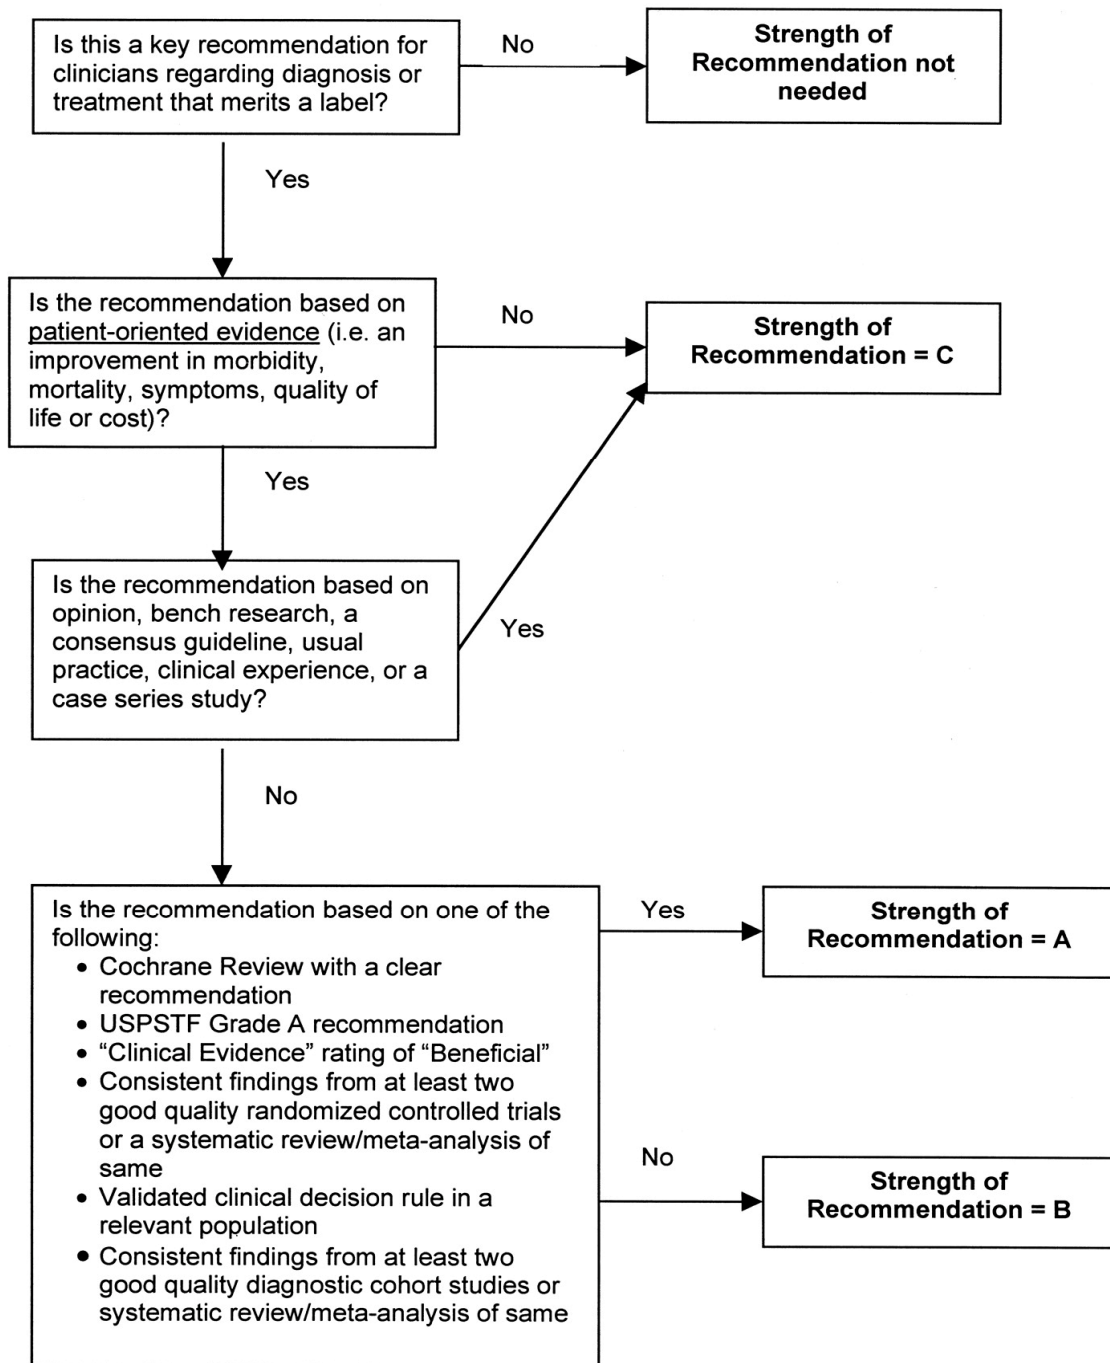 Is this a key recommendation for
clinicians regarding diagnosis or
treatment that merits a label?
No
Strength of
Recommendation not
needed
Yes
Is the recommendation based on
patient-oriented evidence (i.e. an
improvement in morbidity,
mortality, symptoms, quality of
life or cost)?
No
Strength of
Recommendation = C
Yes
Is the recommendation based on
opinion, bench research, a
consensus guideline, usual
practice, clinical experience, or a
case series study?
Yes
No
Is the recommendation based on one of the
following:
• Cochrane Review with a clear
recommendation
• USPSTF Grade A recommendation
• “Clinical Evidence” rating of “Beneficial”
• Consistent findings from at least two
good quality randomized controlled trials
or a systematic review/meta-analysis of
same
• Validated clinical decision rule in a
relevant population
• Consistent findings from at least two
good quality diagnostic cohort studies or
systematic review/meta-analysis of same
Yes
Strength of
Recommendation = A
No
Strength of
Recommendation = B